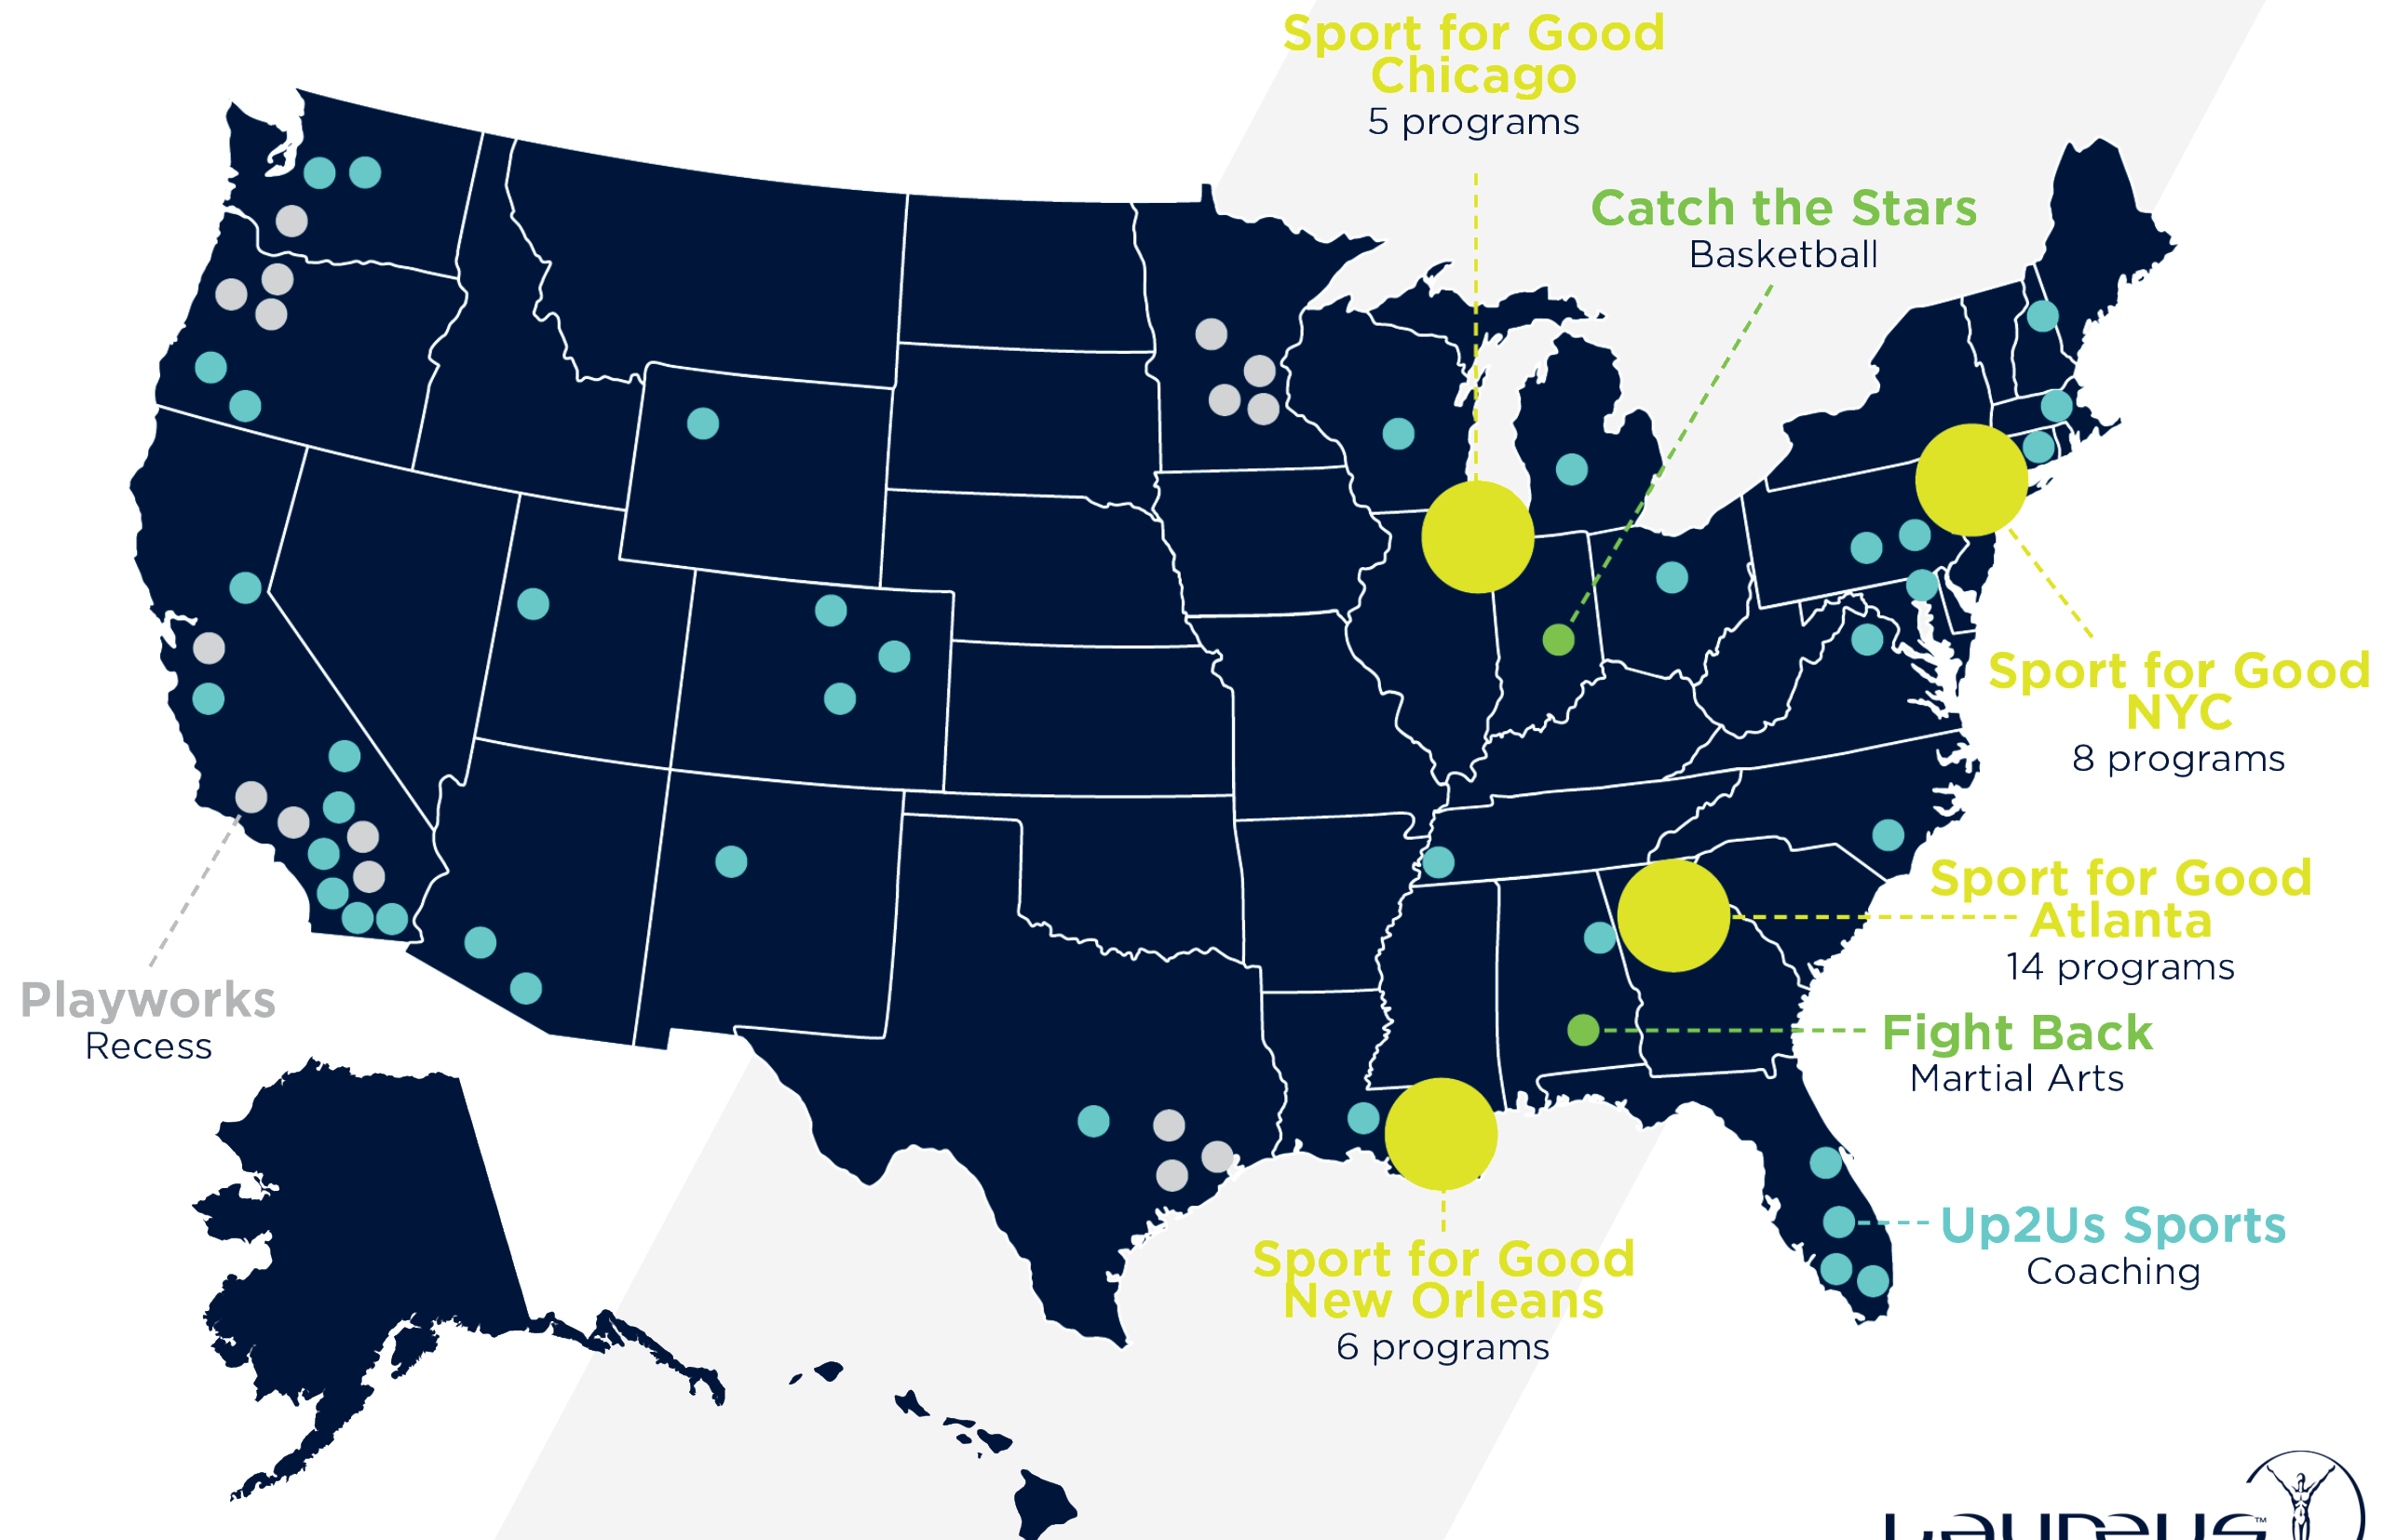 Sport for Good
Chicago
5 programs
Catch the Stars
Basketball
Sport for Good
NYC
8 programs
Sport for Good
Atlanta
14 programs
Playworks
Recess
Fight Back
Martial Arts
Up2Us Sports
Coaching
Sport for Good
New Orleans
6 programs
LAUREUS™